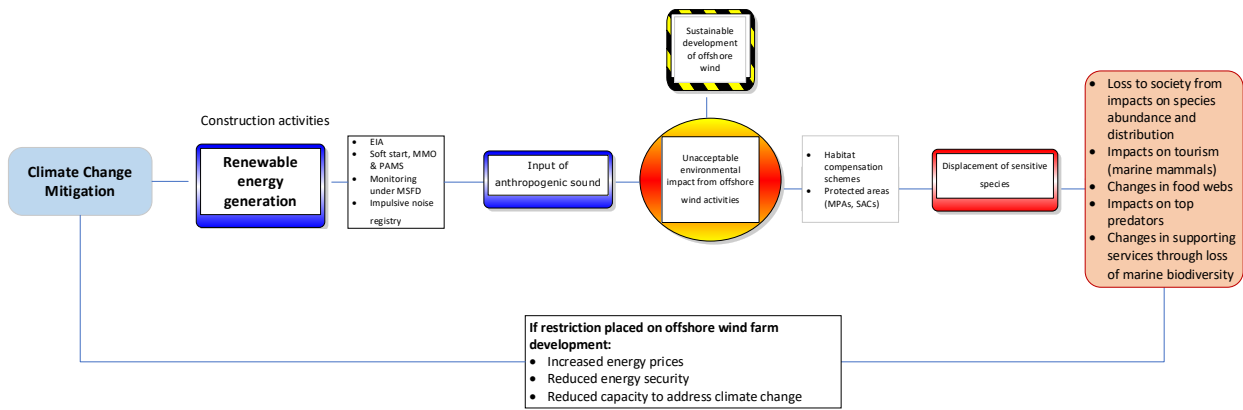 Sustainable
development
of offshore
wind
Construction activities
Climate Change
Mitigation
Renewable
energy
generation
• EIA
• Soft start, MMO
& PAMS
• Monitoring
under MSFD
• Impulsive noise
registry
Input of
anthropogenic sound
Unacceptable
environmental
impact from offshore
wind activities
• Habitat
compensation
schemes
• Protected areas
(MPAs, SACs)
Displacement of sensitive
species
• Loss to society from
impacts on species
abundance and
distribution
• Impacts on tourism
(marine mammals)
• Changes in food webs
• Impacts on top
predators
• Changes in supporting
services through loss
of marine biodiversity
If restriction placed on offshore wind farm
development:
• Increased energy prices
• Reduced energy security
• Reduced capacity to address climate change